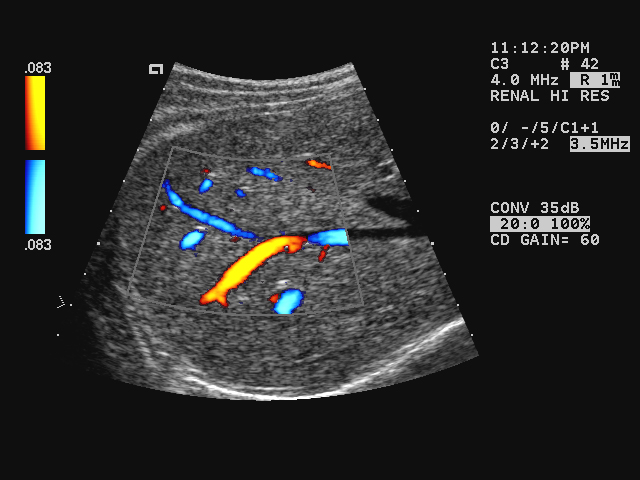 11:12:20PM
C3 # 42
4.0 MHz R 1mm
RENAL HI RES
0/ -/5/C1+1
2/3/+2 3.5MHz
CONV 35dB
20:0 100%
CD GAIN= 60
.083
.083